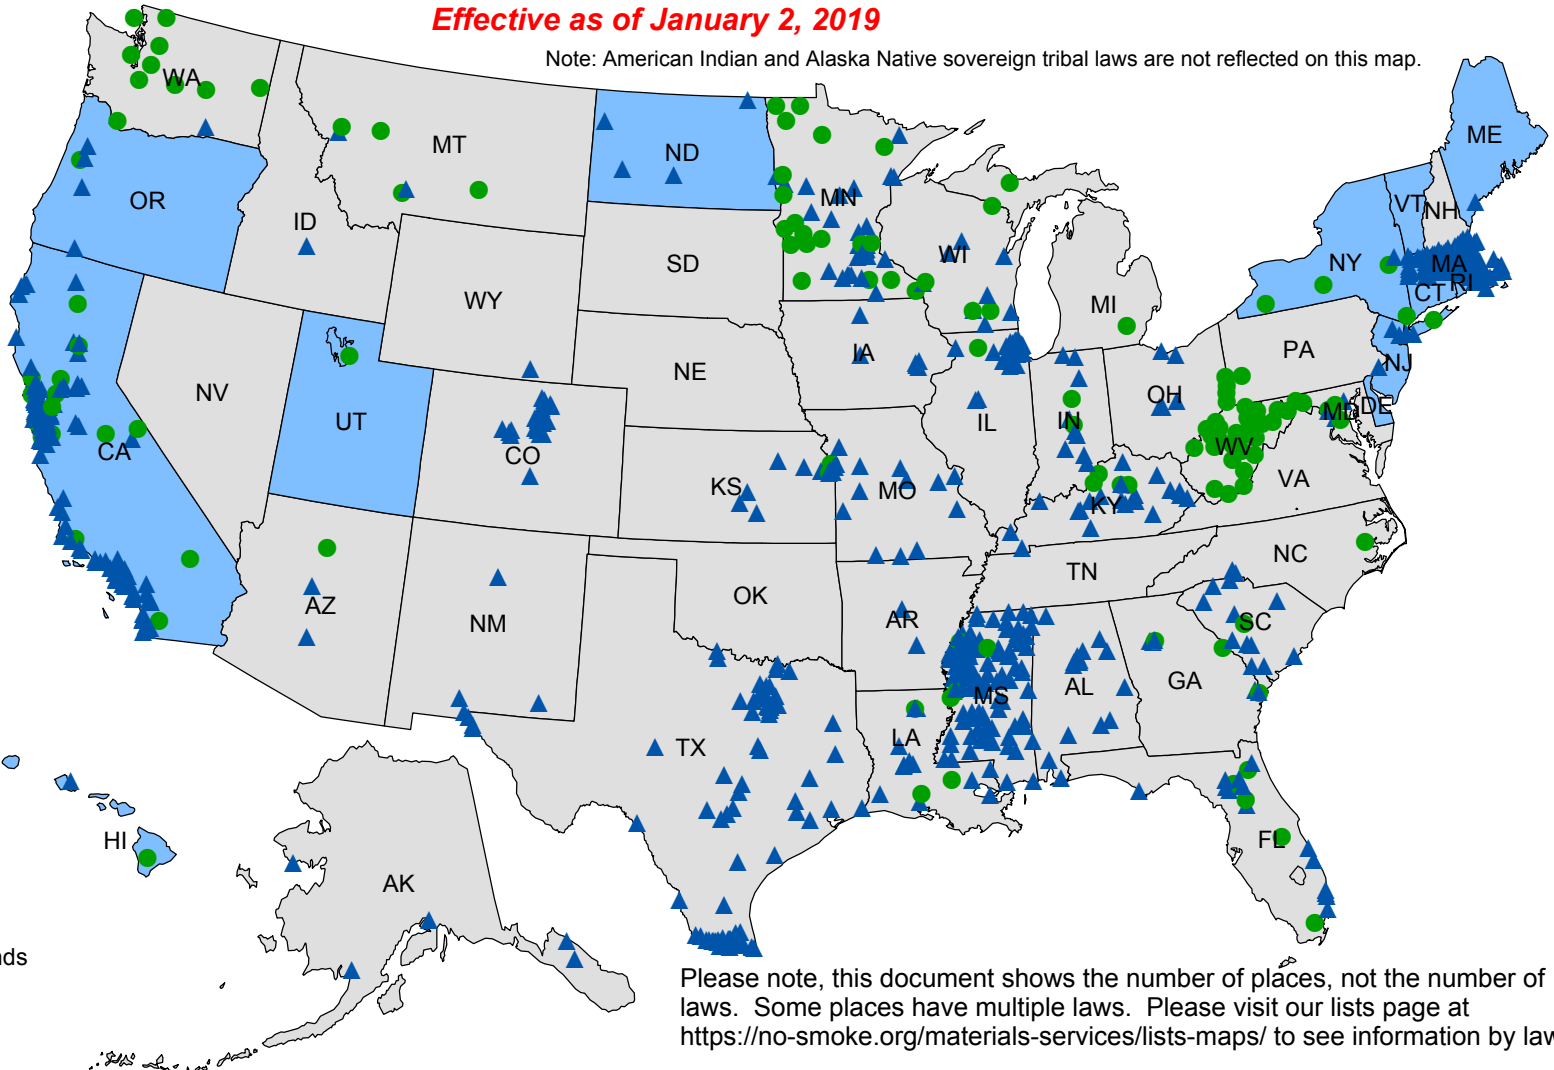 Effective as of January 2, 2019
Note: American Indian and Alaska Native sovereign tribal laws are not reflected on this map.
WA
MT
ND
MN
ME
VT
NH
OR
ID
SD
WI
NY
MA
RI
CT
WY
MI
IA
PA
NJ
NE
NV
UT
OH
IL
IN
MD
DE
CA
CO
WV
KS
MO
KY
VA
NC
TN
OK
AZ
NM
AR
SC
MS
AL
GA
TX
LA
HI
FL
AK
nds
Please note, this document shows the number of places, not the number of
laws. Some places have multiple laws. Please visit our lists page at
https://no-smoke.org/materials-services/lists-maps/ to see information by law